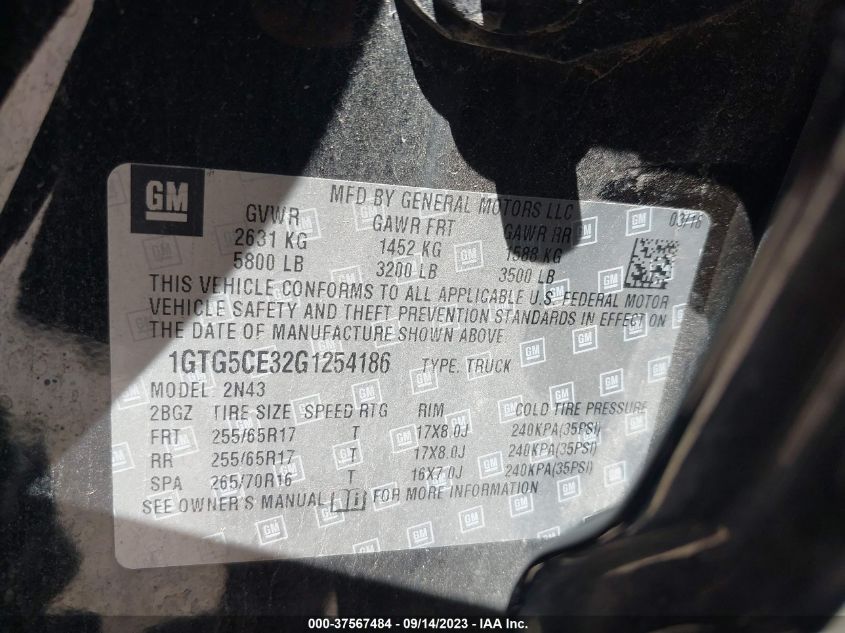 GM
MFD BY GENERAL MOTORS LLC
03/16
GVWR GAWR FRT GAWR RR
2631 KG 1452 KG 1588 KG
5800 LB 3200 LB 3500 LB
THIS VEHICLE CONFORMS TO ALL APPLICABLE U.S. FEDERAL MOTOR
VEHICLE SAFETY AND THEFT PREVENTION STANDARDS IN EFFECT ON
THE DATE OF MANUFACTURE SHOWN ABOVE.
1GTG5CE32G1254186 TYPE: TRUCK
MODEL: 2N43
2BGZ TIRE SIZE SPEED RTG RIM COLD TIRE PRESSURE
FRT 255/65R17 T 17X8.0J 240KPA(35PSI)
RR 255/65R17 T 17X8.0J 240KPA(35PSI)
SPA 265/70R16 T 16X7.0J 240KPA(35PSI)
SEE OWNER'S MANUAL FOR MORE INFORMATION
000-37567484 - 09/14/2023 - IAA Inc.